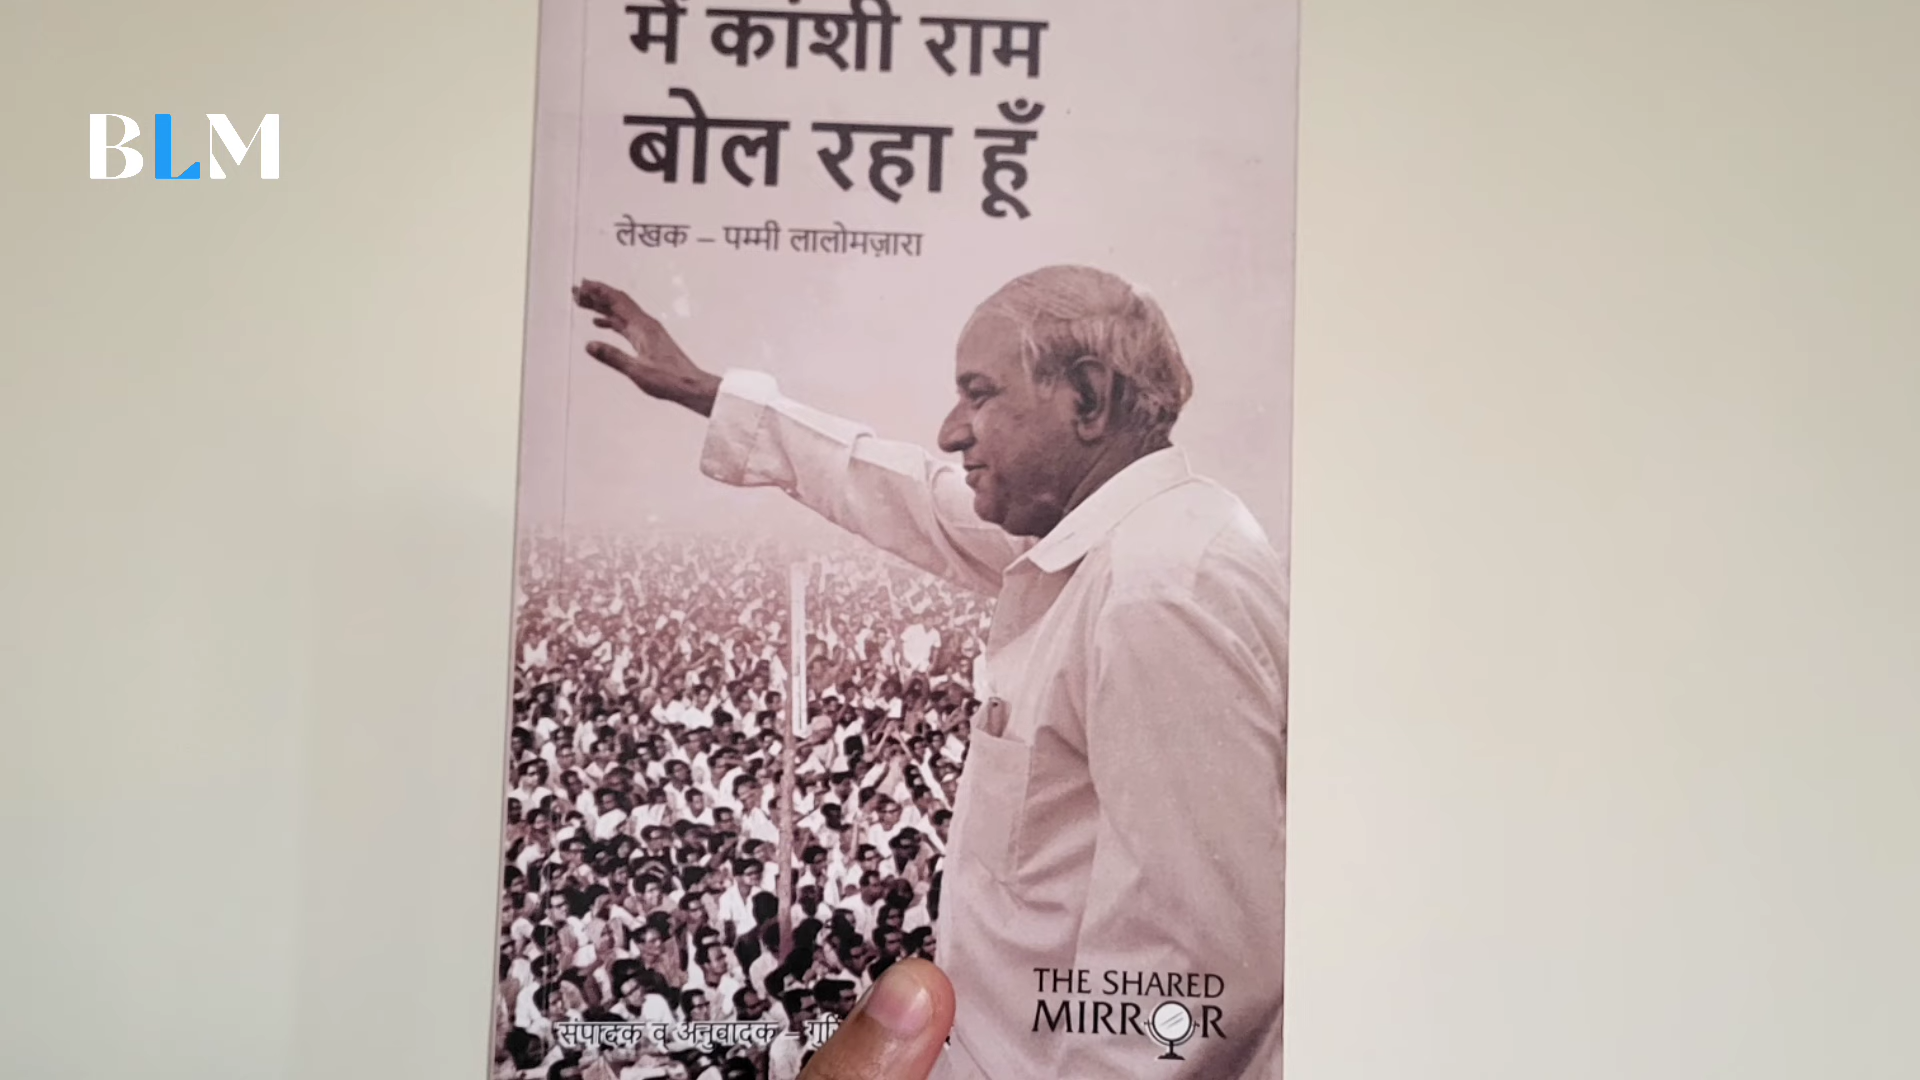 BLM
में कांशी राम
बोल रहा हूँ
लेखक – पम्मी लालोमज़ारा
संपादक व अनुवादक –
THE SHARED
MIRROR